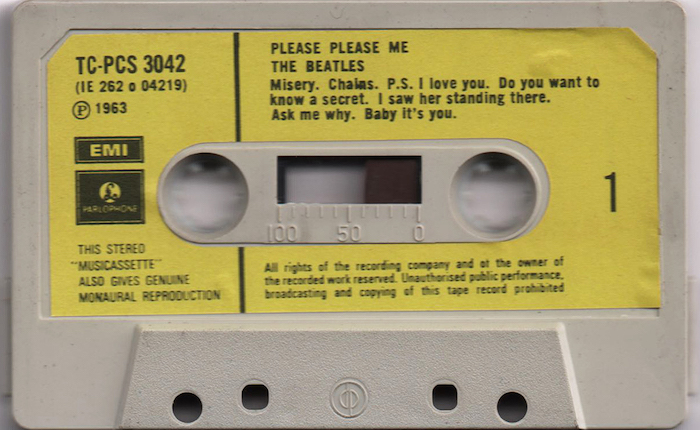 TC-PCS 3042
(IE 262 o 04219)
Ⓟ 1963
EMI
PARLOPHONE
THIS STEREO
"MUSICASSETTE"
ALSO GIVES GENUINE
MONAURAL REPRODUCTION
PLEASE PLEASE ME
THE BEATLES
Misery. Chains. P.S. I love you. Do you want to
know a secret. I saw her standing there.
Ask me why. Baby it's you.
100 50 0
1
All rights of the recording company and of the owner of
the recorded work reserved. Unauthorised public performance,
broadcasting and copying of this tape record prohibited